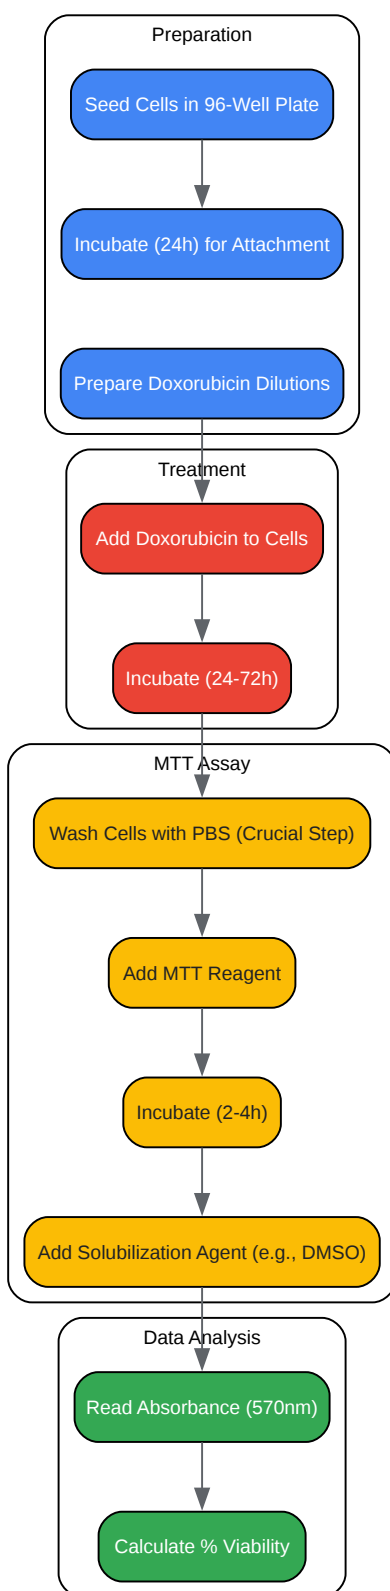 Preparation
Seed Cells in 96-Well Plate
Incubate (24h) for Attachment
Prepare Doxorubicin Dilutions
Treatment
Add Doxorubicin to Cells
Incubate (24-72h)
MTT Assay
Wash Cells with PBS (Crucial Step)
Add MTT Reagent
Incubate (2-4h)
Add Solubilization Agent (e.g., DMSO)
Data Analysis
Read Absorbance (570nm)
Calculate % Viability